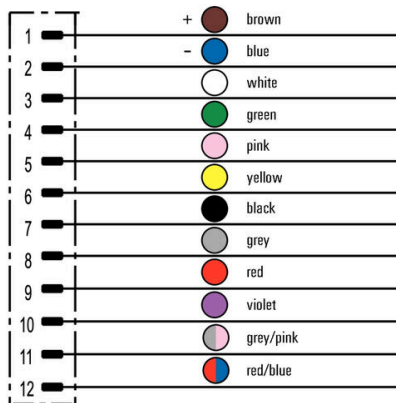 + brown
1
- blue
2
white
3
green
4
pink
5
yellow
6
black
7
grey
8
red
9
violet
10
grey/pink
11
red/blue
12